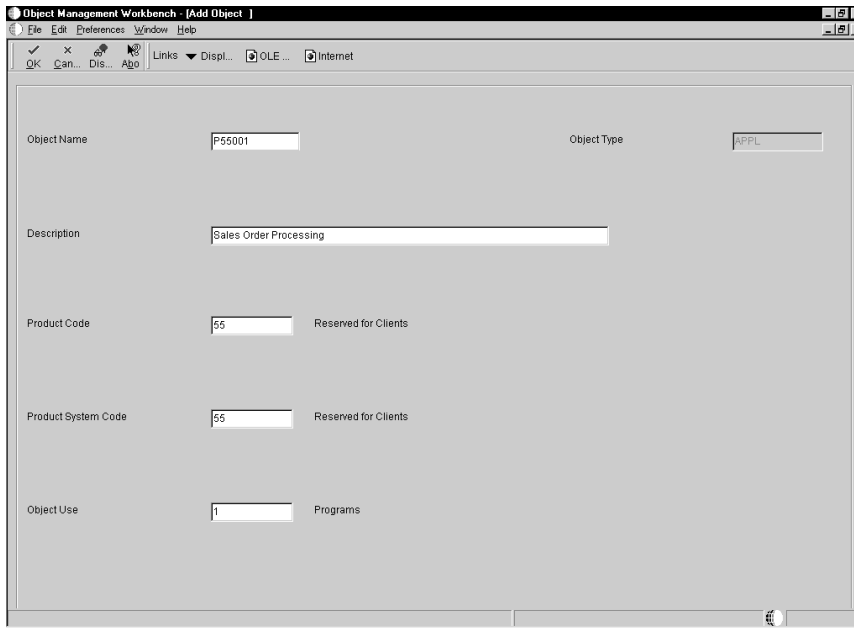 Object Management Workbench - [Add Object ]
File Edit Preferences Window Help
OK Can... Dis... Abo Links Displ... OLE ... Internet
Object Name P55001 Object Type APPL
Description Sales Order Processing
Product Code 55 Reserved for Clients
Product System Code 55 Reserved for Clients
Object Use 1 Programs